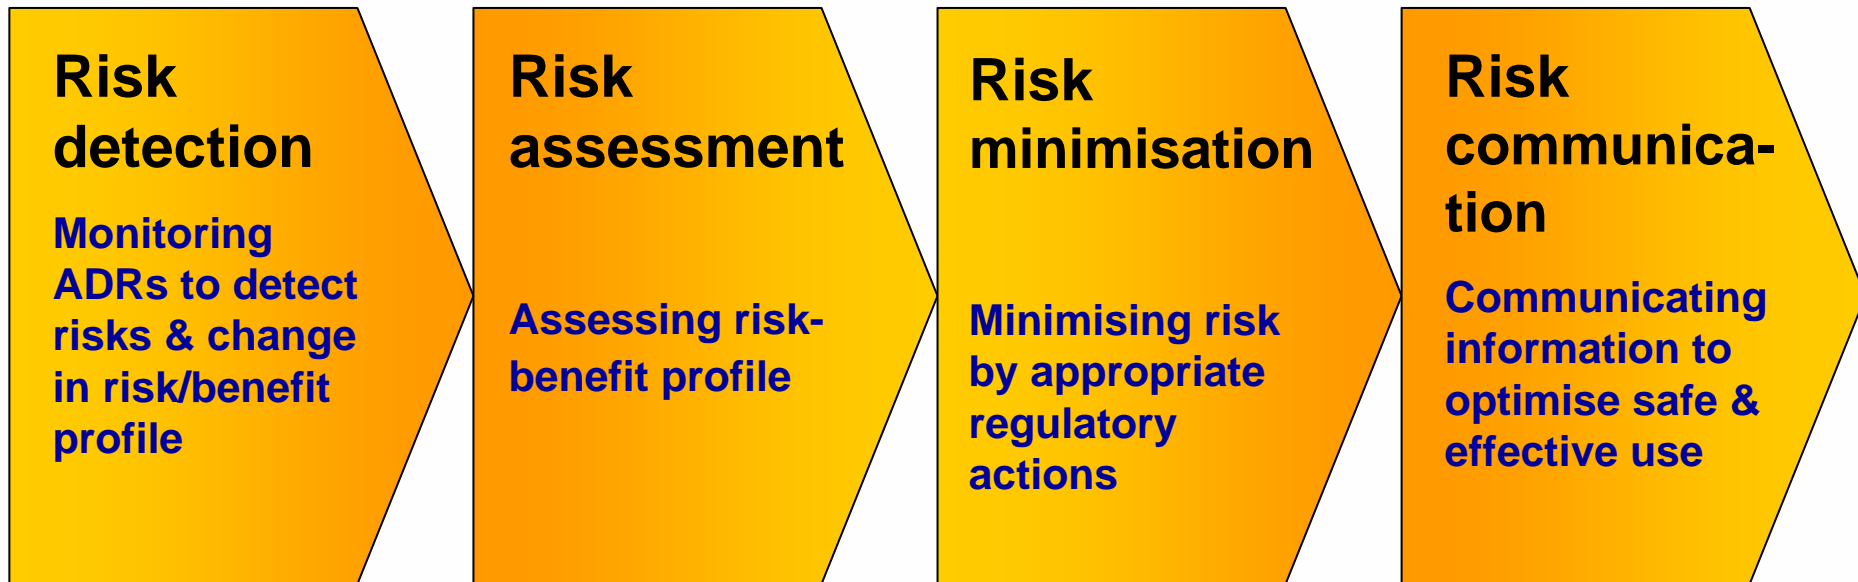 Risk
detection
Monitoring
ADRs to detect
risks & change
in risk/benefit
profile
Risk
assessment
Assessing risk-
benefit profile
Risk
minimisation
Minimising risk
by appropriate
regulatory
actions
Risk
communica-
tion
Communicating
information to
optimise safe &
effective use